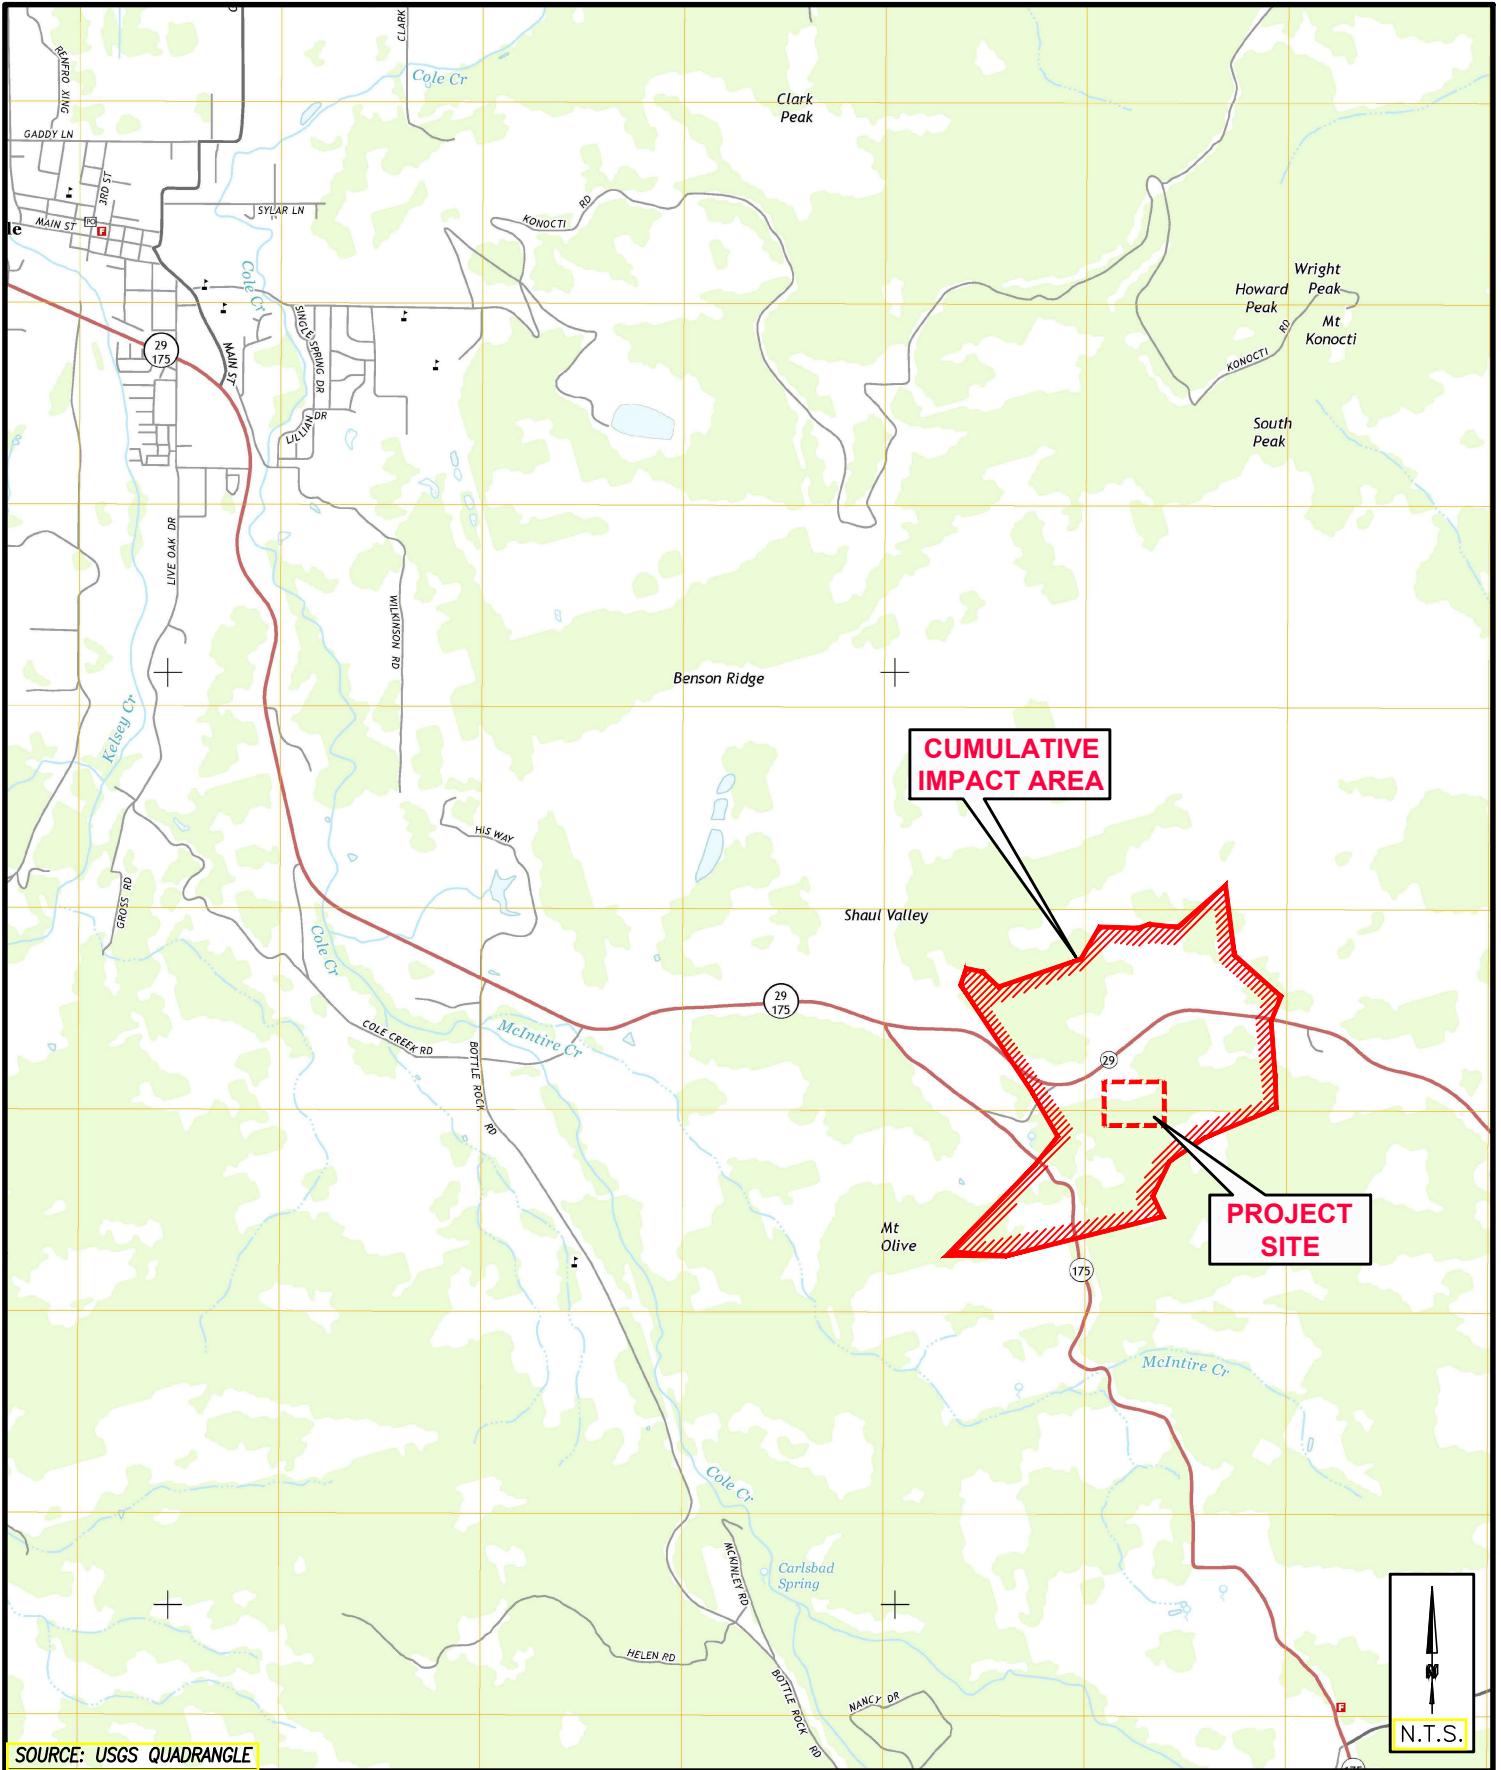 CLARK
Cole Cr
RENFRO XING
Clark
Peak
GADDY LN
3RD ST
KONOCTI RD
SYLAR LN
MAIN ST
PO
F
le
Cole Cr
Wright
Peak
Howard
Peak
Mt
Konocti
KONOCTI RD
SINGLE SPRING DR
29
175
MAIN ST
LILLIAN DR
South
Peak
LIVE OAK DR
WILKINSON RD
Benson Ridge
Kelsey Cr
CUMULATIVE
IMPACT AREA
HIS WAY
GROSS RD
Shaul Valley
Cole Cr
29
175
COLE CREEK RD
McIntire Cr
BOTTLE ROCK RD
29
PROJECT
SITE
Mt
Olive
175
McIntire Cr
Cole Cr
MCKINLEY RD
Carlsbad
Spring
HELEN RD
BOTTLE ROCK RD
NANCY DR
F
N
N.T.S.
SOURCE: USGS QUADRANGLE